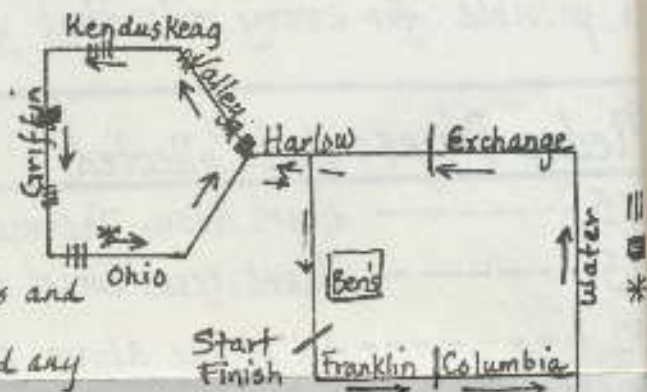 Kenduskeag
Valley
Griffin
Harlow
Exchange
Water
Ohio
Ben's
and
Start
Finish
Franklin
Columbia
any